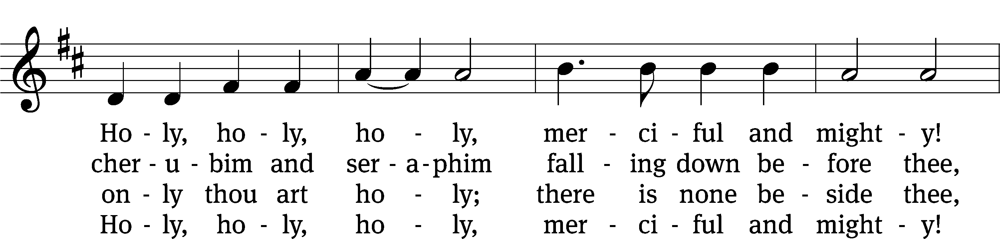 Ho - ly, ho - ly, ho - ly, mer - ci - ful and might - y!
cher - u - bim and ser - a - phim fall - ing down be - fore thee,
on - ly thou art ho - ly; there is none be - side thee,
Ho - ly, ho - ly, ho - ly, mer - ci - ful and might - y!